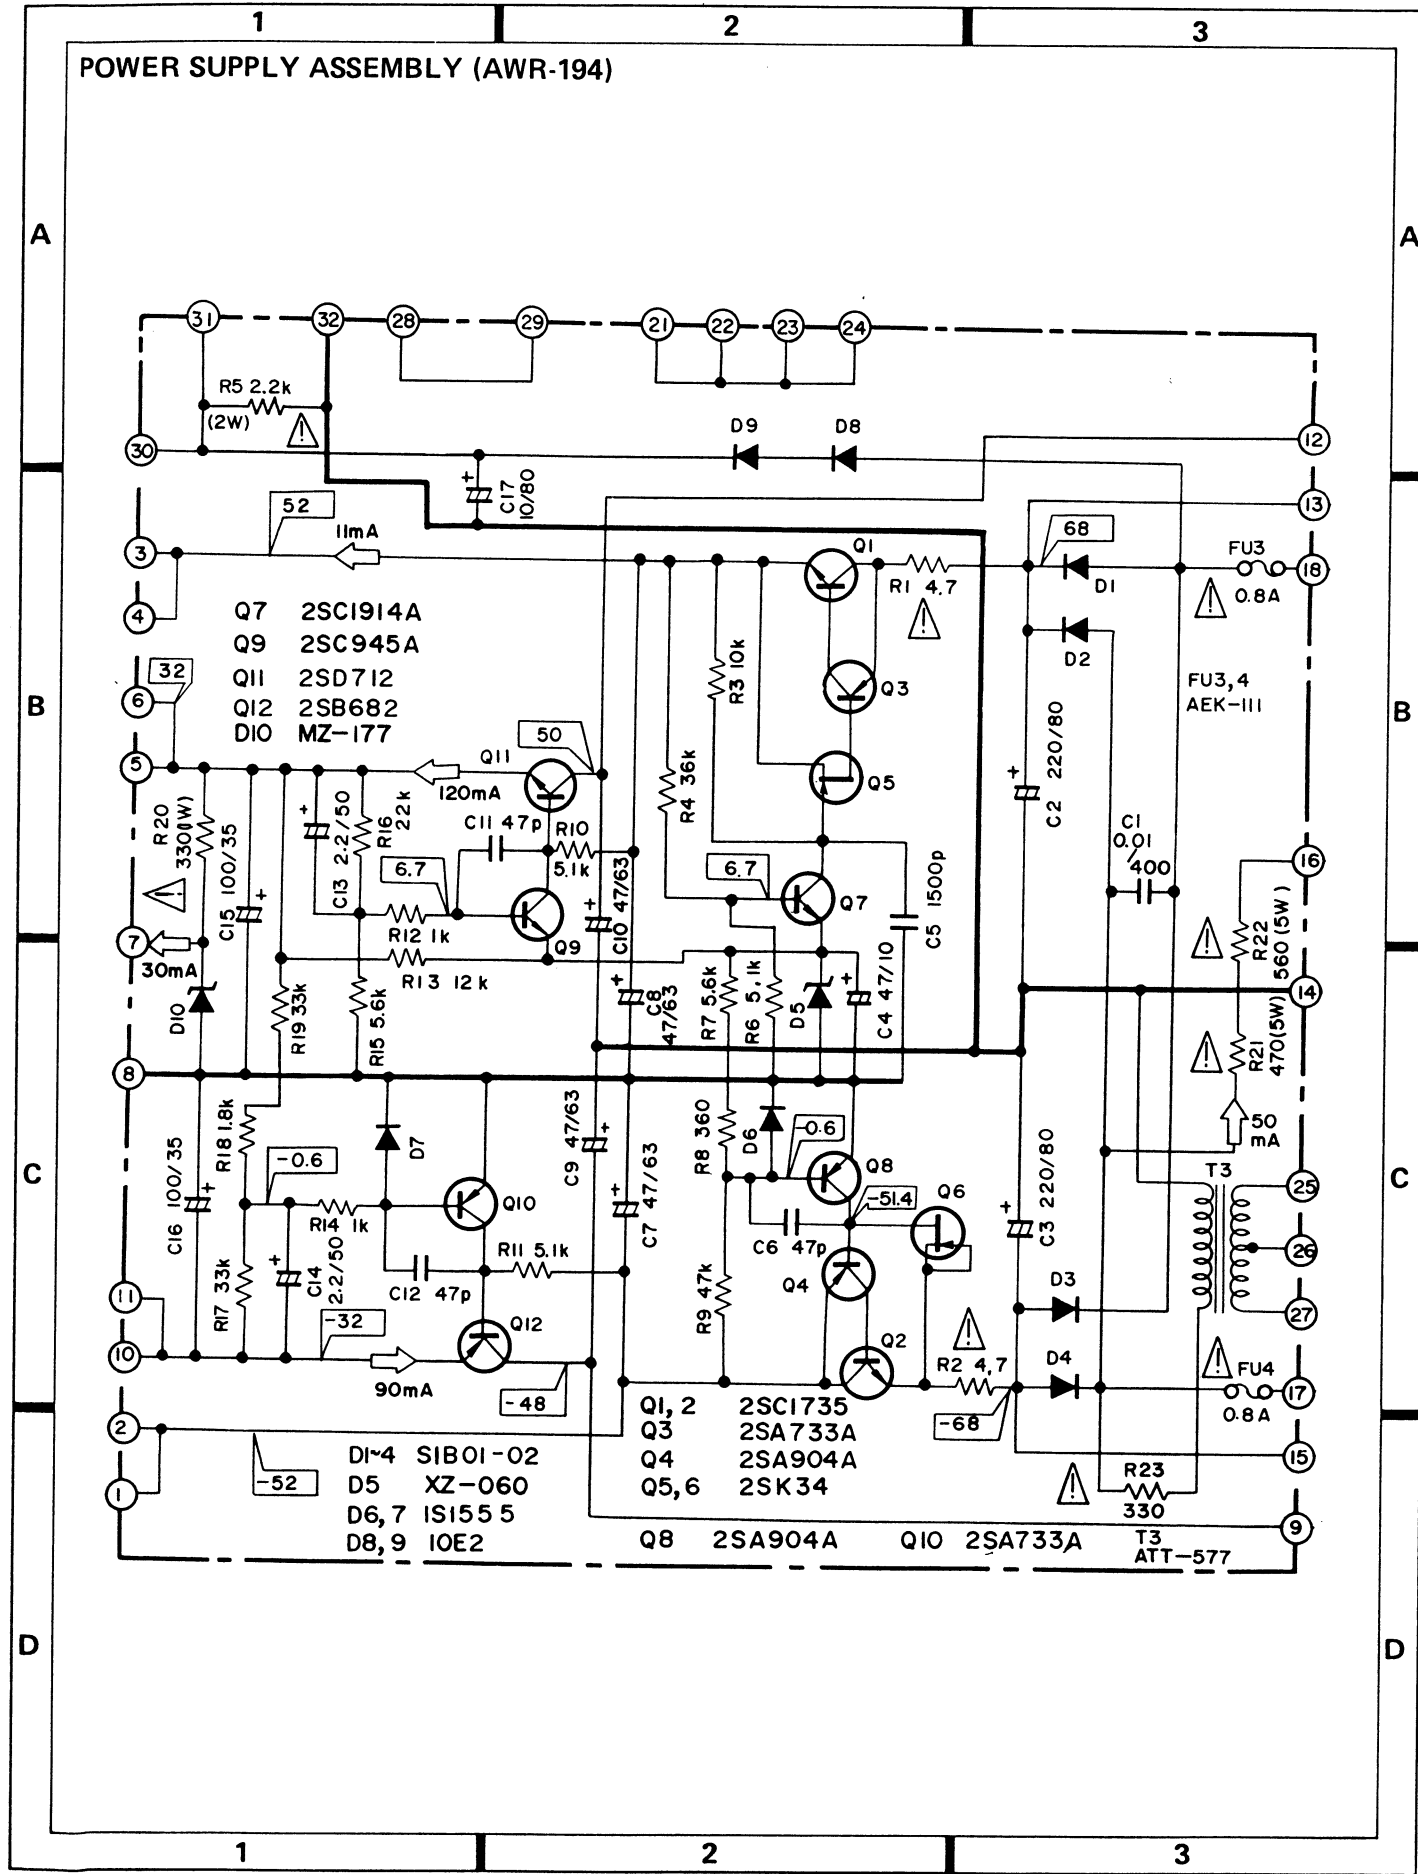 1 2 3
POWER SUPPLY ASSEMBLY (AWR-194)
A A
31 32 28 29 21 22 23 24
R5 2.2k
(2W)
D9 D8
30 12
C17
10/80
52
11mA
68
13
3
Q1
FU3
18
R1 4.7
D1
0.8A
4
Q7 2SC1914A
Q9 2SC945A
Q11 2SD712
Q12 2SB682
D10 MZ-177
32
6
R3 10k
D2
Q3
FU3,4
AEK-111
B B
5
Q11
50
120mA
R4 36k
Q5
C2 220/80
R20
330(1W)
C15 100/35
C13 2.2/50
R16
22k
C11 47p
R10
5.1k
C1
0.01
/
400
16
6.7
6.7
Q7
C5 1500p
R12 1k
Q9
C10 47/63
R22
560(5W)
7
30mA
R13 12k
C8
47/63
R7 5.6k
R6 5.1k
D5
C4 47/10
14
D10
R19 33k
R15 5.6k
R21
470(5W)
8
50
mA
R18 1.8k
D7
C9 47/63
R8 360
D6
-0.6
-0.6
Q8
C C
C16 100/35
R14 1k
Q10
C7 47/63
-51.4
Q6
C3 220/80
T3
25
C6 47p
26
R17 33k
C14
2.2/50
C12 47p
R11 5.1k
Q4
R9 47k
D3
27
11
-32
Q12
Q2
10
90mA
R2 4.7
D4
FU4
17
0.8A
-48
-68
2
Q1,2 2SC1735
Q3 2SA733A
Q4 2SA904A
Q5,6 2SK34
15
-52
D1~4 S1B01-02
D5 XZ-060
D6,7 1S1555
D8,9 10E2
R23
330
1
9
Q8 2SA904A Q10 2SA733A T3
ATT-577
D D
1 2 3